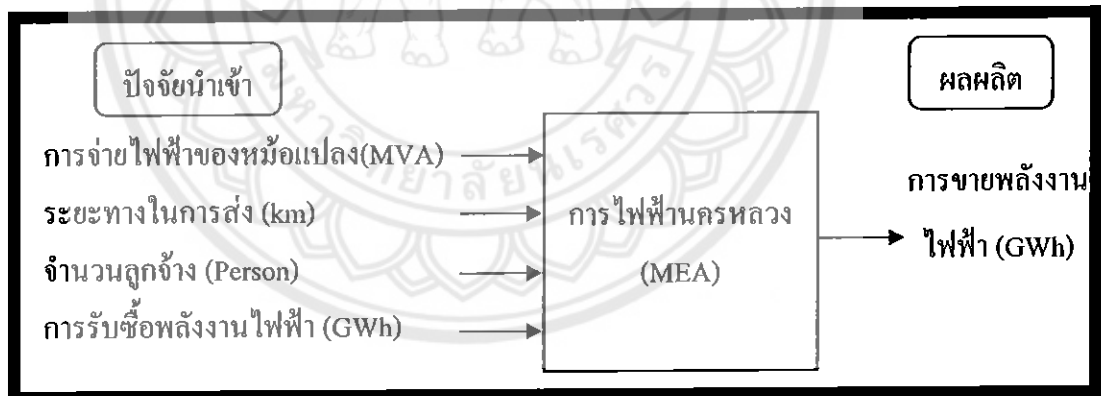 ปัจจัยนำเข้า
ผลผลิต
การจ่ายไฟฟ้าของหม้อแปลง(MVA)
ระยะทางในการส่ง (km)
จำนวนลูกจ้าง (Person)
การรับซื้อพลังงานไฟฟ้า (GWh)
การไฟฟ้านครหลวง
(MEA)
การขายพลังงาน
ไฟฟ้า (GWh)